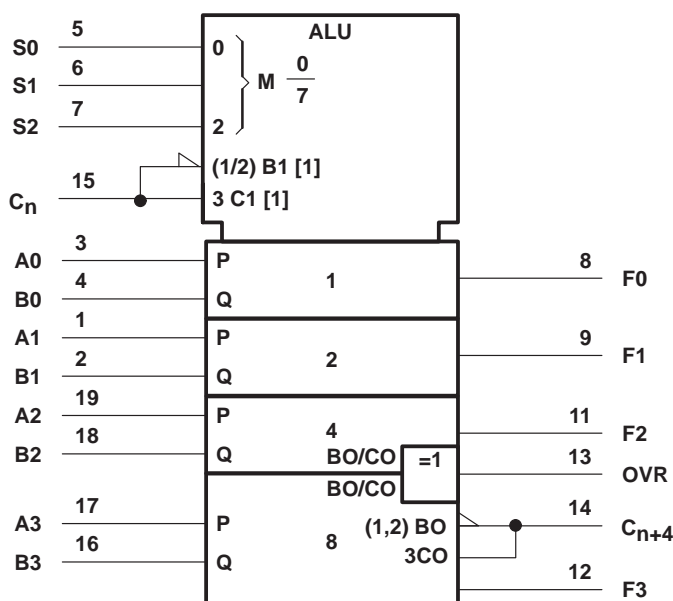 ALU
5
S0
0
6
S1
M 0/7
7
S2
2
(1/2) B1 [1]
15
Cn
3 C1 [1]
3
A0
P
1
8
F0
4
B0
Q
1
A1
P
2
9
F1
2
B1
Q
19
A2
P
4
11
F2
18
B2
Q
BO/CO
=1
13
OVR
BO/CO
17
A3
P
(1,2) BO
14
Cn+4
8
3CO
16
B3
Q
12
F3